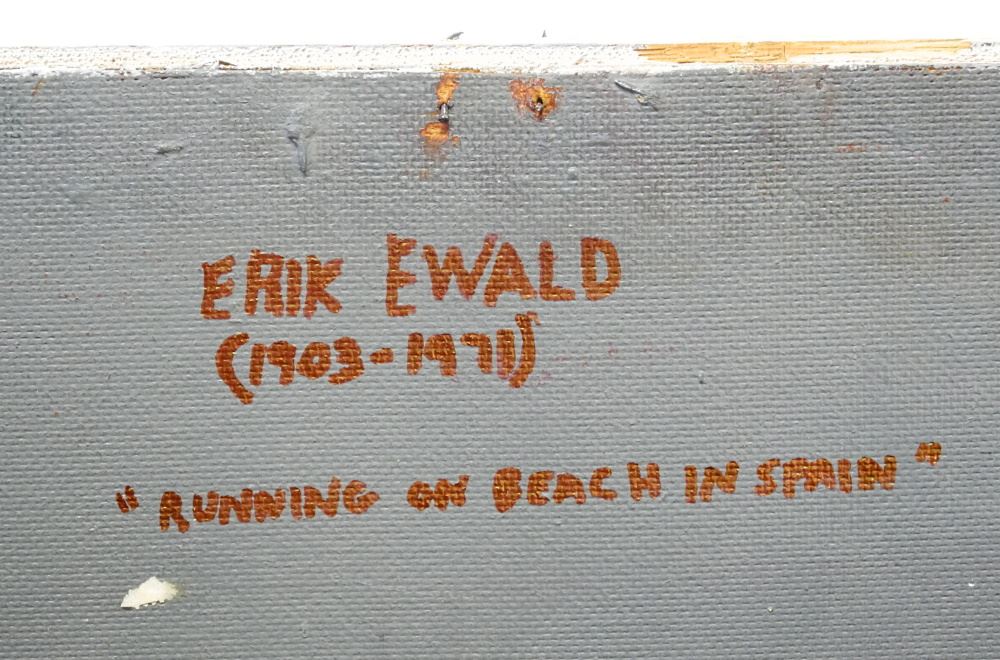 ERIK EWALD
(1903-1971)
"RUNNING ON BEACH IN SPAIN"